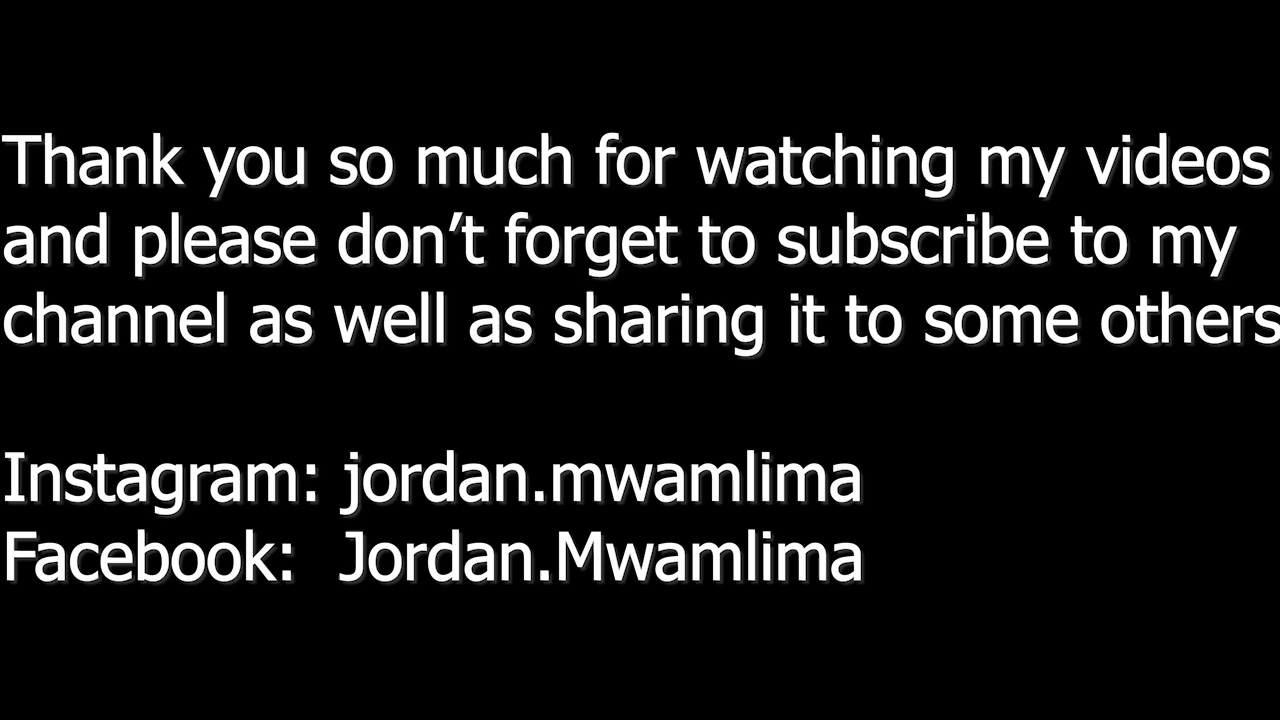 Thank you so much for watching my videos
and please don’t forget to subscribe to my
channel as well as sharing it to some others
Instagram: jordan.mwamlima
Facebook:  Jordan.Mwamlima